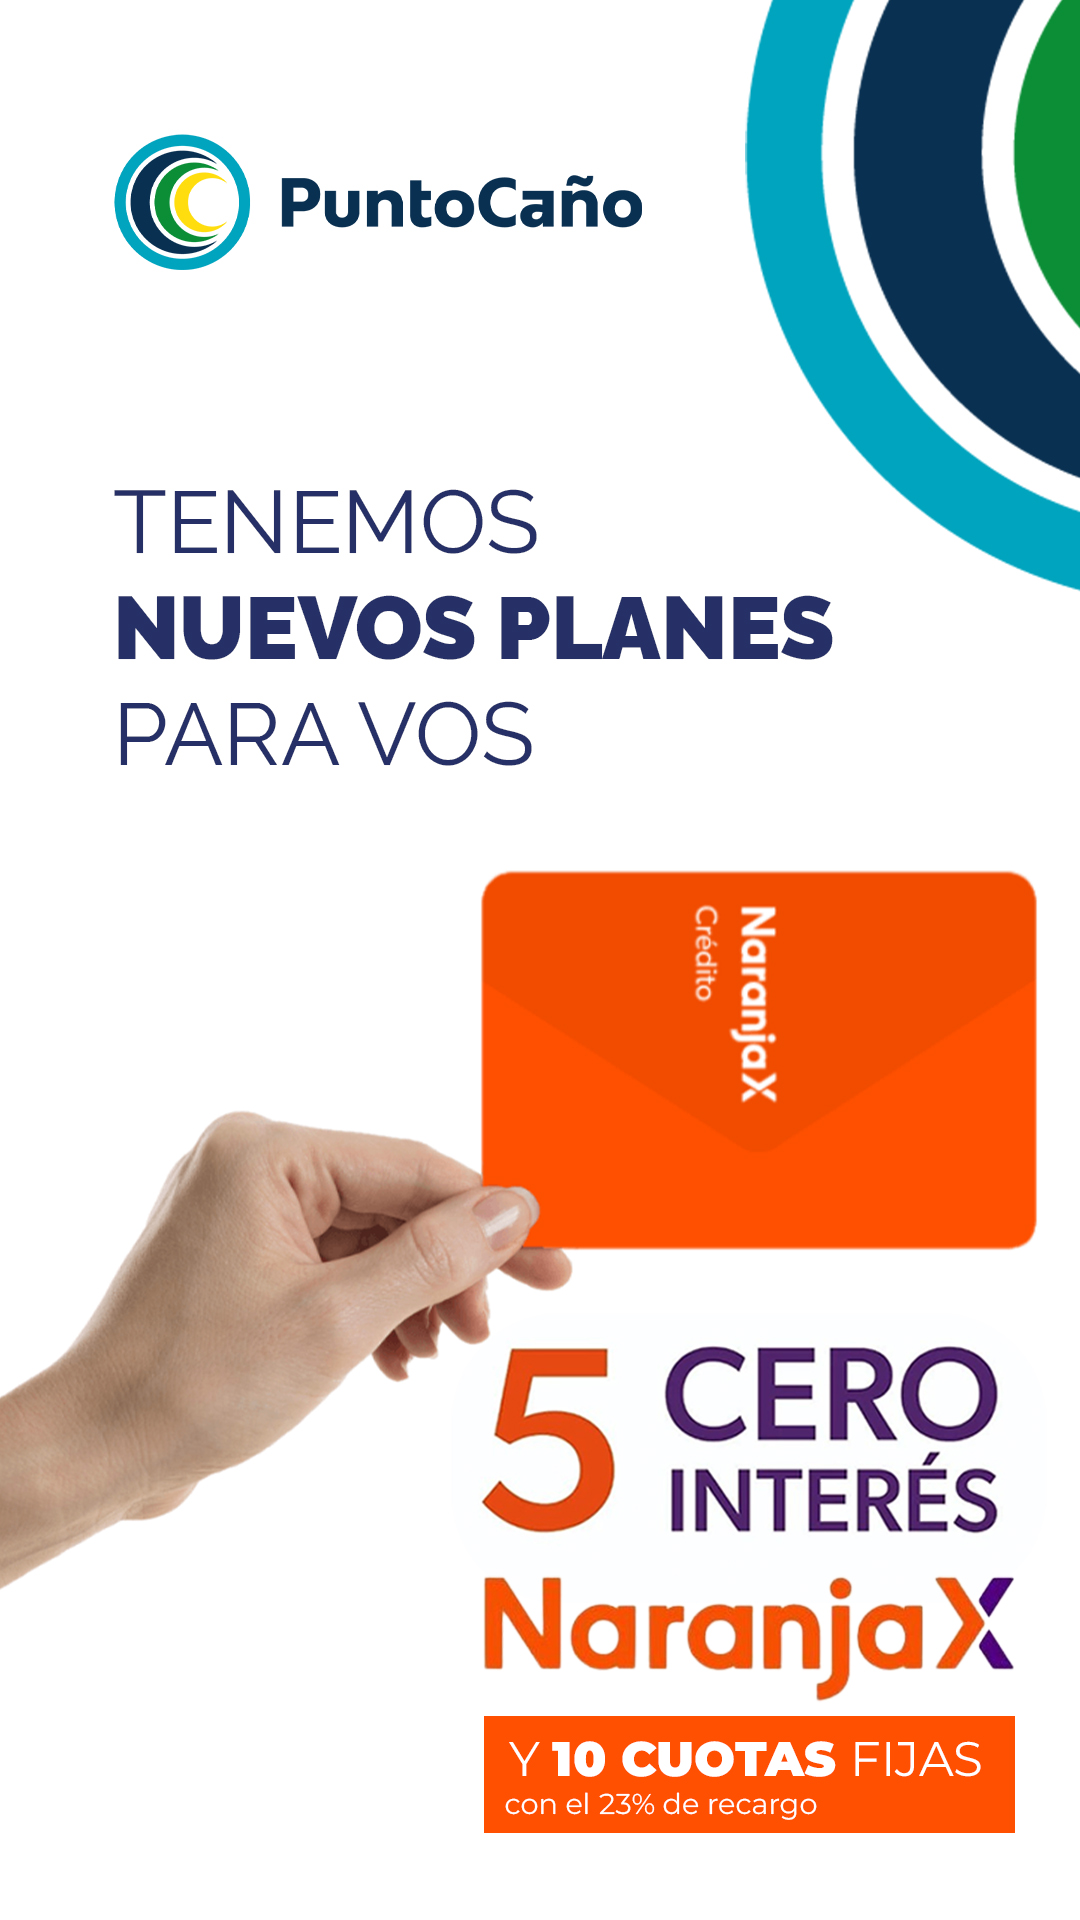 PuntoCaño
TENEMOS
NUEVOS PLANES
PARA VOS
NaranjaX
Crédito
5 CERO
INTERÉS
NaranjaX
Y 10 CUOTAS FIJAS
con el 23% de recargo